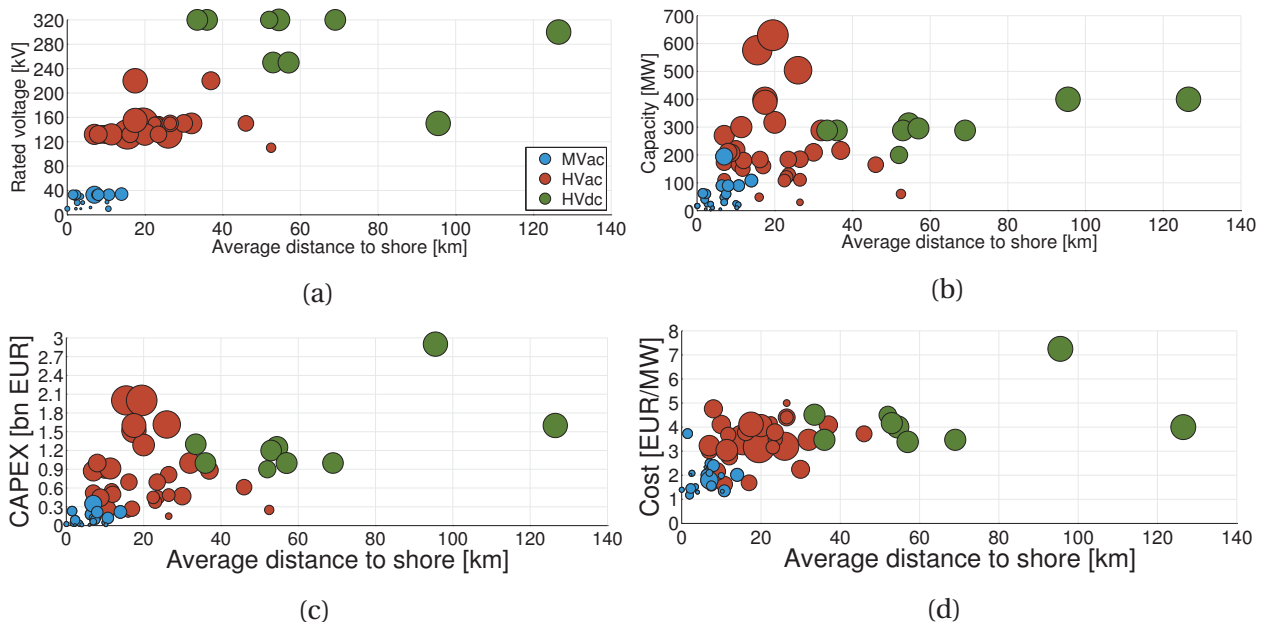 320
280
240
200
160
120
80
40
0
Rated voltage [kV]
0 20 40 60 80 100 120 140
Average distance to shore [km]
MVac
HVac
HVdc
(a)
700
600
500
400
300
200
100
0
Capacity [MW]
0 20 40 60 80 100 120 140
Average distance to shore [km]
(b)
3
2.7
2.4
2.1
1.8
1.5
1.2
0.9
0.6
0.3
0
CAPEX [bn EUR]
0 20 40 60 80 100 120 140
Average distance to shore [km]
(c)
8
7
6
5
4
3
2
1
0
Cost [EUR/MW]
0 20 40 60 80 100 120 140
Average distance to shore [km]
(d)